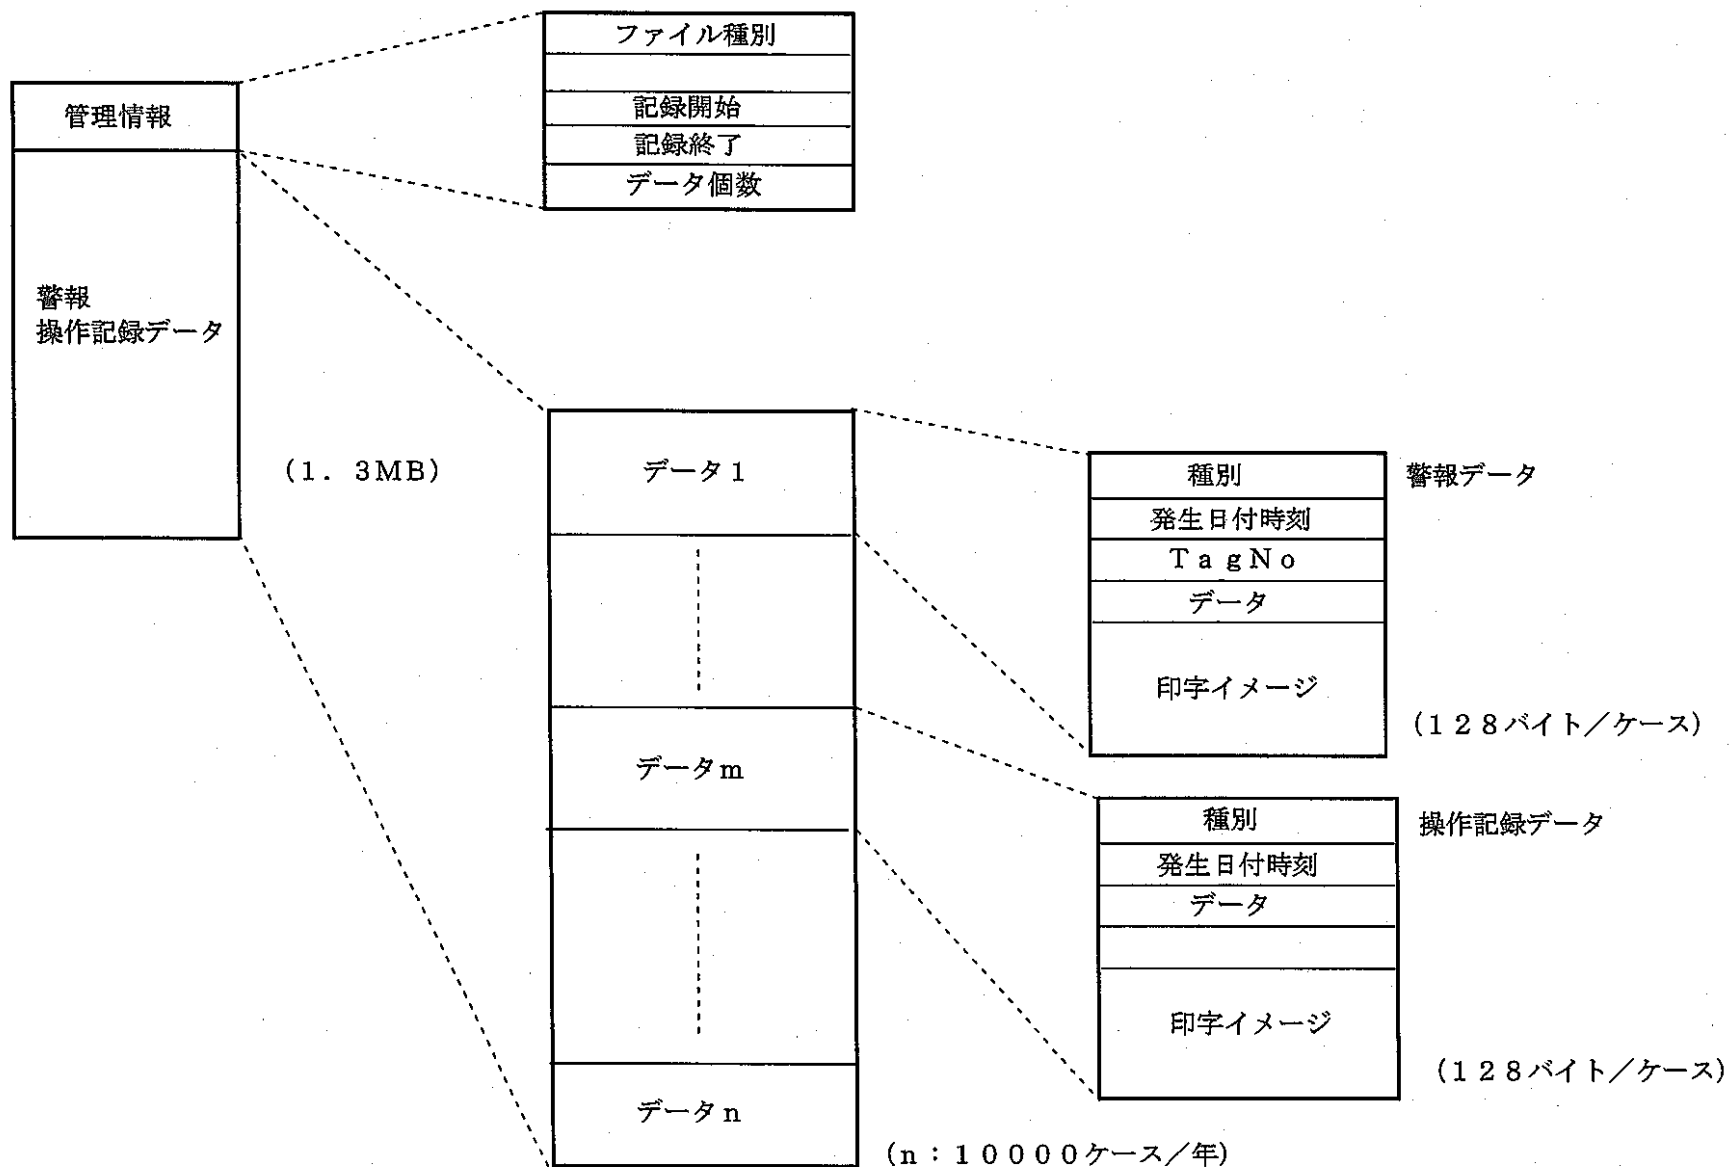 ファイル種別
記録開始
記録終了
データ個数
管理情報
警報
操作記録データ
(1.3MB)
データ1
データm
データn
(n:10000ケース/年)
種別
発生日付時刻
TagNo
データ
印字イメージ
警報データ
(128バイト/ケース)
種別
発生日付時刻
データ
印字イメージ
操作記録データ
(128バイト/ケース)